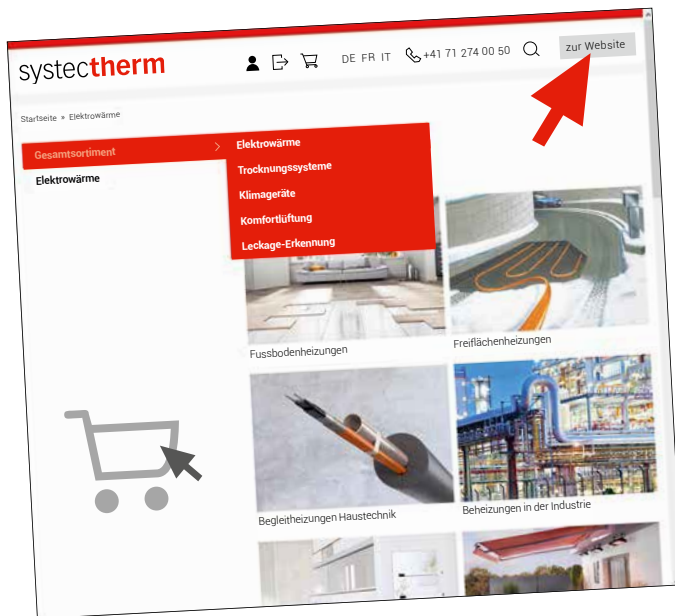 systectherm
DE FR IT
+41 71 274 00 50
zur Website
Startseite » Elektrowärme
Gesamtsortiment
Elektrowärme
Elektrowärme
Trocknungssysteme
Klimageräte
Komfortlüftung
Leckage-Erkennung
Fussbodenheizungen
Freiflächenheizungen
Begleitheizungen Haustechnik
Beheizungen in der Industrie